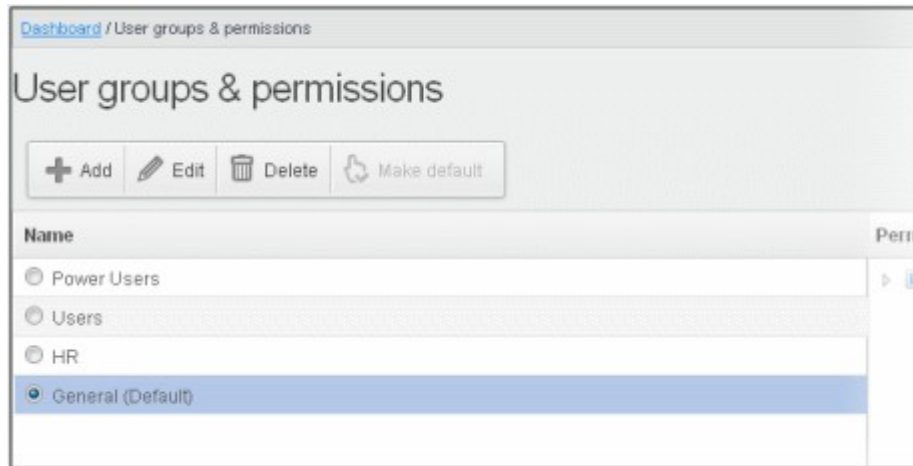 Dashboard / User groups & permissions
User groups & permissions
Add Edit Delete Make default
Name
Power Users
Users
HR
General (Default)